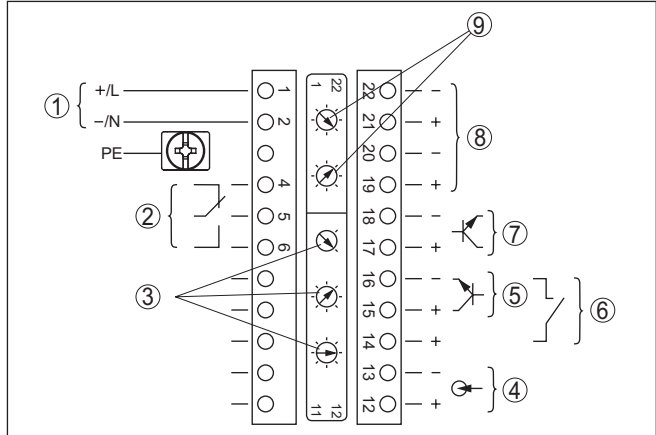 ⑨
① +/L 1 1 22 22 −
−/N 2 21 + ⑧
PE 20 −
4 19 +
② 5 18 − ⑦
6 17 +
16 − ⑤
③ 15 + ⑥
14 +
13 − ④
11 12 12 +